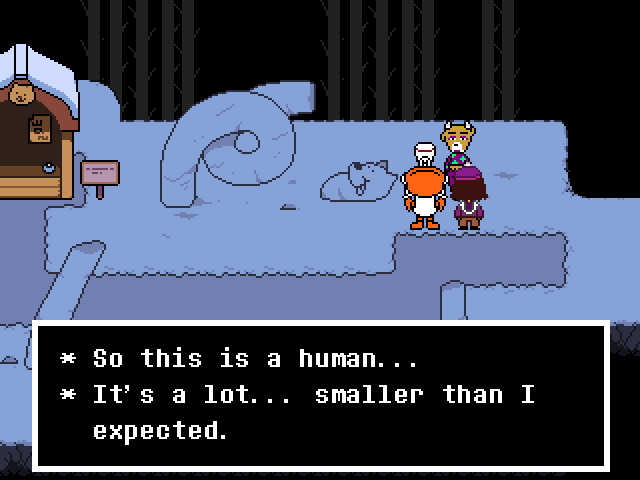 * So this is a human...
* It's a lot... smaller than I
expected.